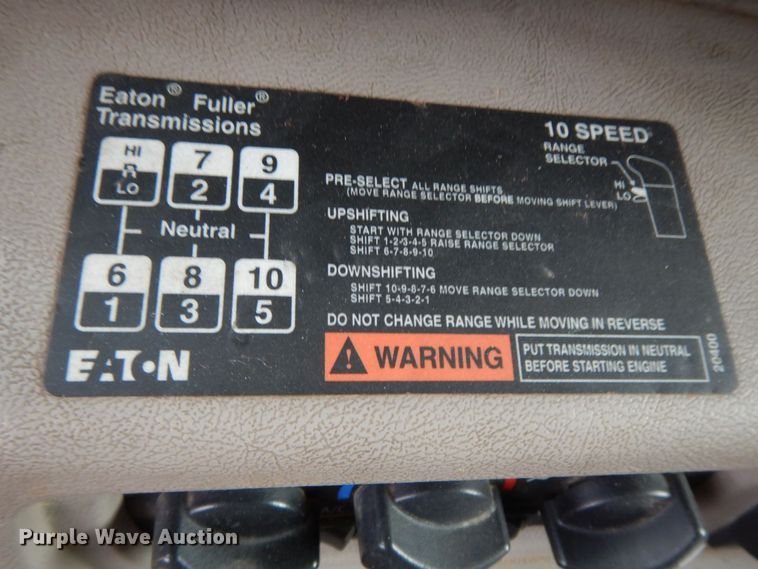 Eaton® Fuller®
Transmissions
10 SPEED
RANGE
SELECTOR
HI
LO
HI
R
LO
7
2
9
4
Neutral
6
1
8
3
10
5
PRE-SELECT ALL RANGE SHIFTS
(MOVE RANGE SELECTOR BEFORE MOVING SHIFT LEVER)
UPSHIFTING
START WITH RANGE SELECTOR DOWN
SHIFT 1-2-3-4-5 RAISE RANGE SELECTOR
SHIFT 6-7-8-9-10
DOWNSHIFTING
SHIFT 10-9-8-7-6 MOVE RANGE SELECTOR DOWN
SHIFT 5-4-3-2-1
DO NOT CHANGE RANGE WHILE MOVING IN REVERSE
WARNING
PUT TRANSMISSION IN NEUTRAL
BEFORE STARTING ENGINE
20400
EATON
A/C
Purple Wave Auction